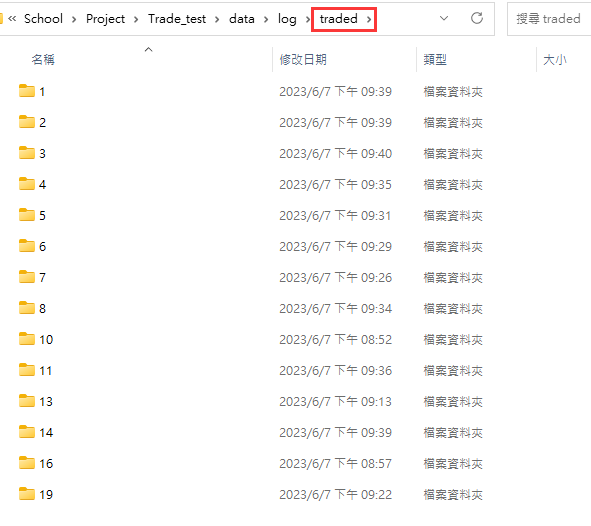 « School > Project > Trade_test > data > log > traded > 搜尋 traded
名稱 修改日期 類型 大小
1 2023/6/7 下午 09:39 檔案資料夾
2 2023/6/7 下午 09:39 檔案資料夾
3 2023/6/7 下午 09:40 檔案資料夾
4 2023/6/7 下午 09:35 檔案資料夾
5 2023/6/7 下午 09:31 檔案資料夾
6 2023/6/7 下午 09:29 檔案資料夾
7 2023/6/7 下午 09:26 檔案資料夾
8 2023/6/7 下午 09:34 檔案資料夾
10 2023/6/7 下午 08:52 檔案資料夾
11 2023/6/7 下午 09:36 檔案資料夾
13 2023/6/7 下午 09:13 檔案資料夾
14 2023/6/7 下午 09:39 檔案資料夾
16 2023/6/7 下午 08:57 檔案資料夾
19 2023/6/7 下午 09:22 檔案資料夾